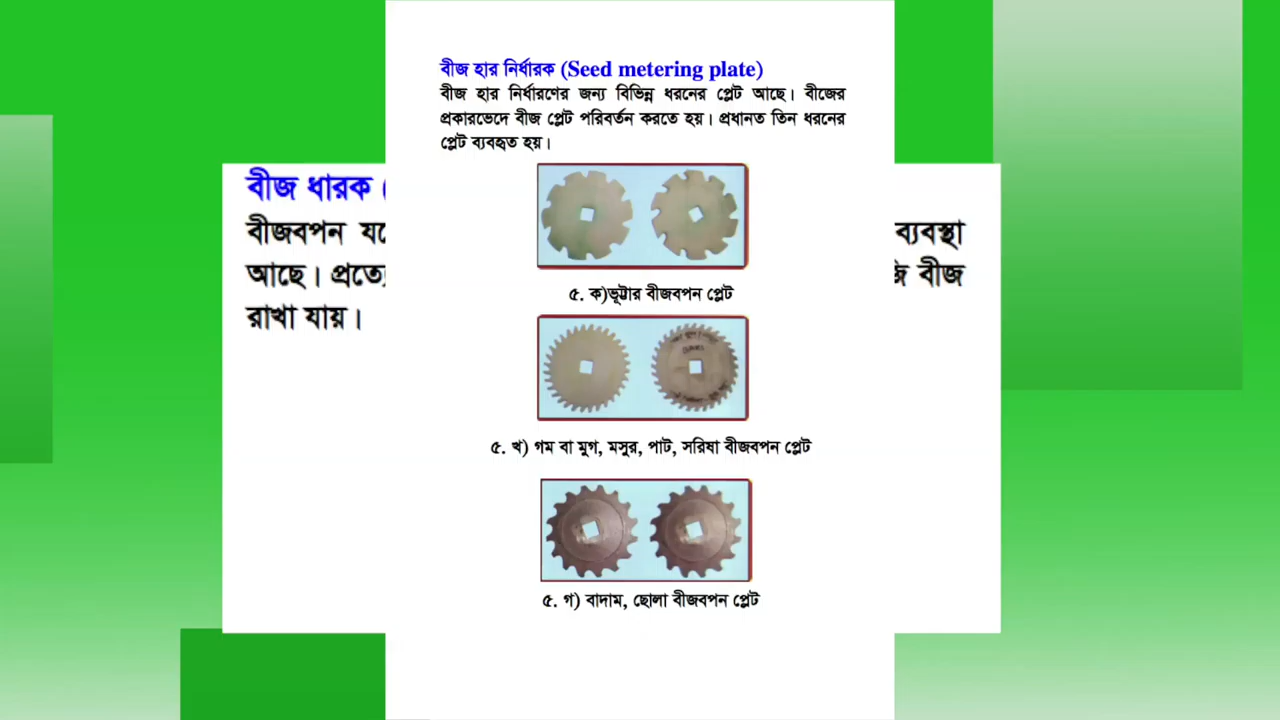 বীজ হার নির্ধারক (Seed metering plate)
বীজ হার নির্ধারণের জন্য বিভিন্ন ধরনের প্লেট আছে। বীজের
প্রকারভেদে বীজ প্লেট পরিবর্তন করতে হয়। প্রধানত তিন ধরনের
প্লেট ব্যবহৃত হয়।
৫. ক)ভূট্টার বীজবপন প্লেট
৫. খ) গম বা মুগ, মসুর, পাট, সরিষা বীজবপন প্লেট
৫. গ) বাদাম, ছোলা বীজবপন প্লেট
বীজ ধারক (
বীজবপন ব্যবস্থা
আছে। বীজ
রাখা যায়।